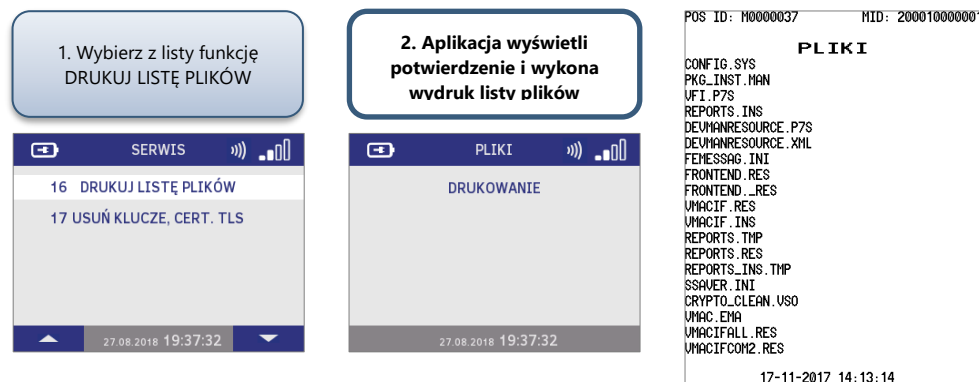 1. Wybierz z listy funkcję
DRUKUJ LISTĘ PLIKÓW
2. Aplikacja wyświetli
potwierdzenie i wykona
wydruk listy plików
SERWIS
16 DRUKUJ LISTĘ PLIKÓW
17 USUŃ KLUCZE, CERT. TLS
27.08.2018 19:37:32
PLIKI
DRUKOWANIE
27.08.2018 19:37:32
POS ID: M0000037 MID: 200010000001
PLIKI
CONFIG.SYS
PKG_INST.MAN
VFI.P7S
REPORTS.INS
DEVMANRESOURCE.P7S
DEVMANRESOURCE.XML
FEMESSAG.INI
FRONTEND.RES
FRONTEND._RES
VMACIF.RES
VMACIF.INS
REPORTS.TMP
REPORTS.RES
REPORTS_INS.TMP
SSAVER.INI
CRYPTO_CLEAN.VSO
VMAC.EMA
VMACIFALL.RES
VMACIFCOM2.RES
17-11-2017 14:13:14